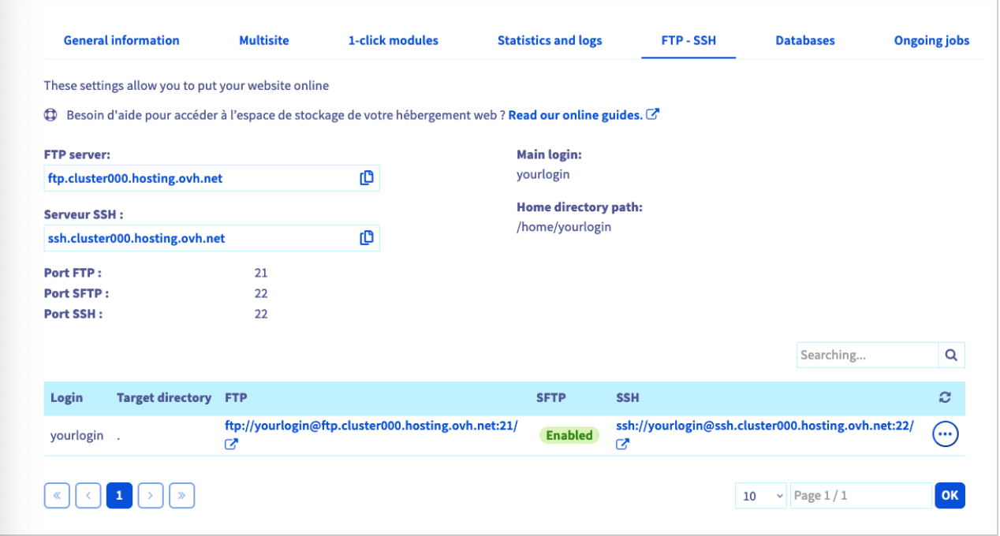 General information Multisite 1-click modules Statistics and logs FTP - SSH Databases Ongoing jobs
These settings allow you to put your website online
Besoin d'aide pour accéder à l'espace de stockage de votre hébergement web ? Read our online guides.
FTP server:
ftp.cluster000.hosting.ovh.net
Main login:
yourlogin
Serveur SSH :
ssh.cluster000.hosting.ovh.net
Home directory path:
/home/yourlogin
Port FTP : 21
Port SFTP : 22
Port SSH : 22
Searching...
Login Target directory FTP SFTP SSH
yourlogin . ftp://yourlogin@ftp.cluster000.hosting.ovh.net:21/ Enabled ssh://yourlogin@ssh.cluster000.hosting.ovh.net:22/
« ‹ 1 › » 10 Page 1 / 1 OK